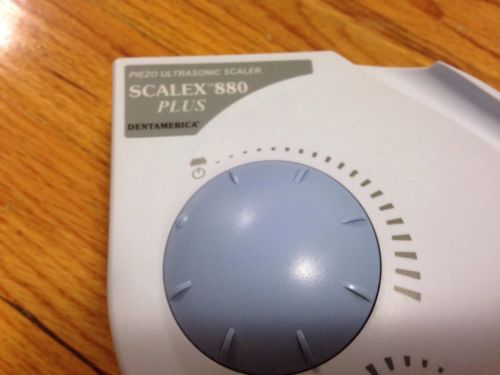 PIEZO ULTRASONIC SCALER
SCALEX™ 880
PLUS
DENTAMERICA®